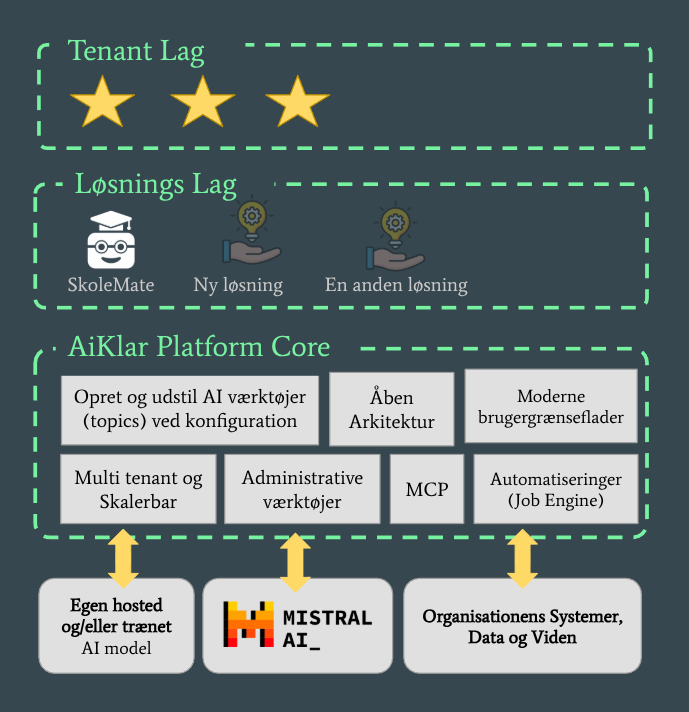 Tenant Lag
Løsnings Lag
SkoleMate
Ny løsning
En anden løsning
AiKlar Platform Core
Opret og udstil AI værktøjer
(topics) ved konfiguration
Åben
Arkitektur
Moderne
brugergrænseflader
Multi tenant og
Skalerbar
Administrative
værktøjer
MCP
Automatiseringer
(Job Engine)
Egen hosted
og/eller trænet
AI model
MISTRAL
AI_
Organisationens Systemer,
Data og Viden